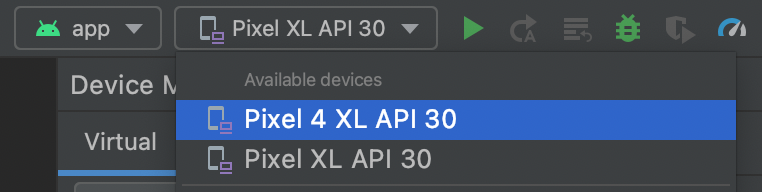 app
Pixel XL API 30
Available devices
Device M
Pixel 4 XL API 30
Virtual
Pixel XL API 30